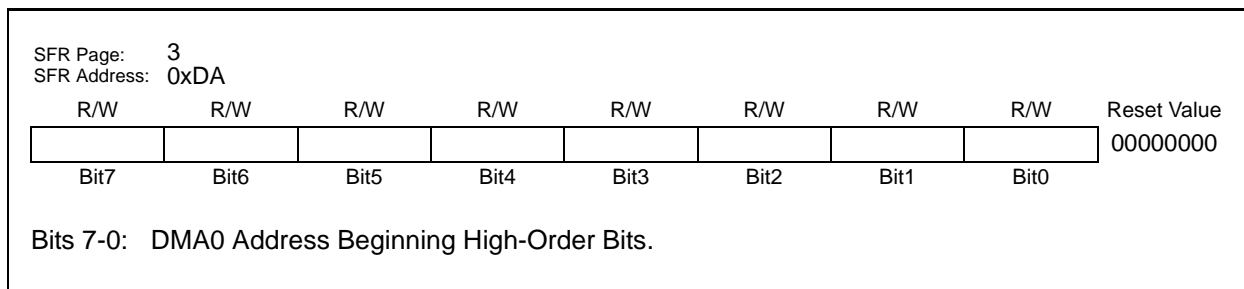 SFR Page: 3
SFR Address: 0xDA
R/W R/W R/W R/W R/W R/W R/W R/W Reset Value
00000000
Bit7 Bit6 Bit5 Bit4 Bit3 Bit2 Bit1 Bit0
Bits 7-0: DMA0 Address Beginning High-Order Bits.